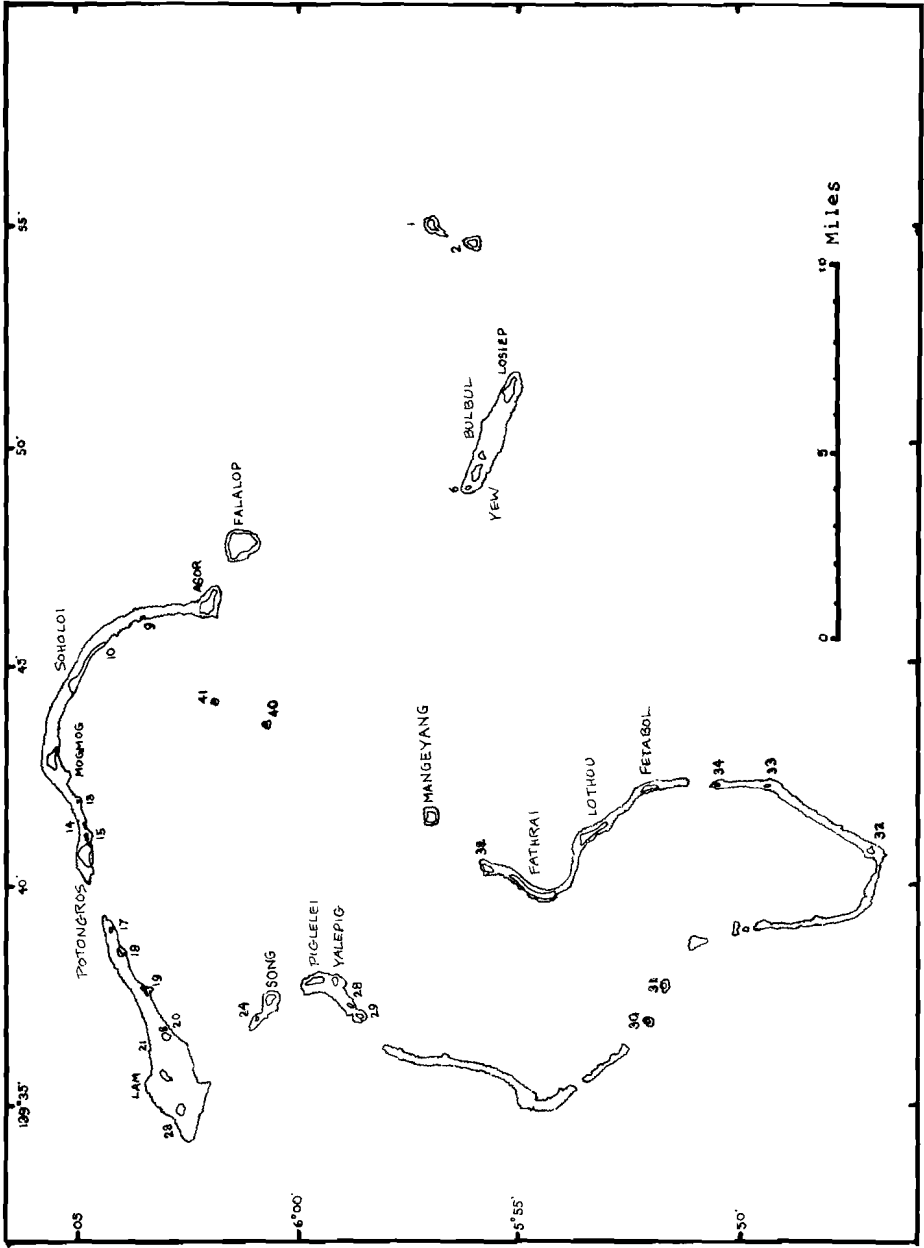 139°35'
40'
45'
50'
55'
05
6°00'
5°55'
50'
SOHOLOI
10
9
MOGMOG
13
14
15
POTONGROS
17
18
19
20
21
LAM
23
ASOR
FALALOP
41
40
24
SONG
PIGLELEI
YALEPIG
28
29
MANGEYANG
38
FATHRAI
LOTHOU
FETABOL
34
33
32
31
30
1
2
6
BULBUL
YEW
LOSIEP
0 5 10 Miles